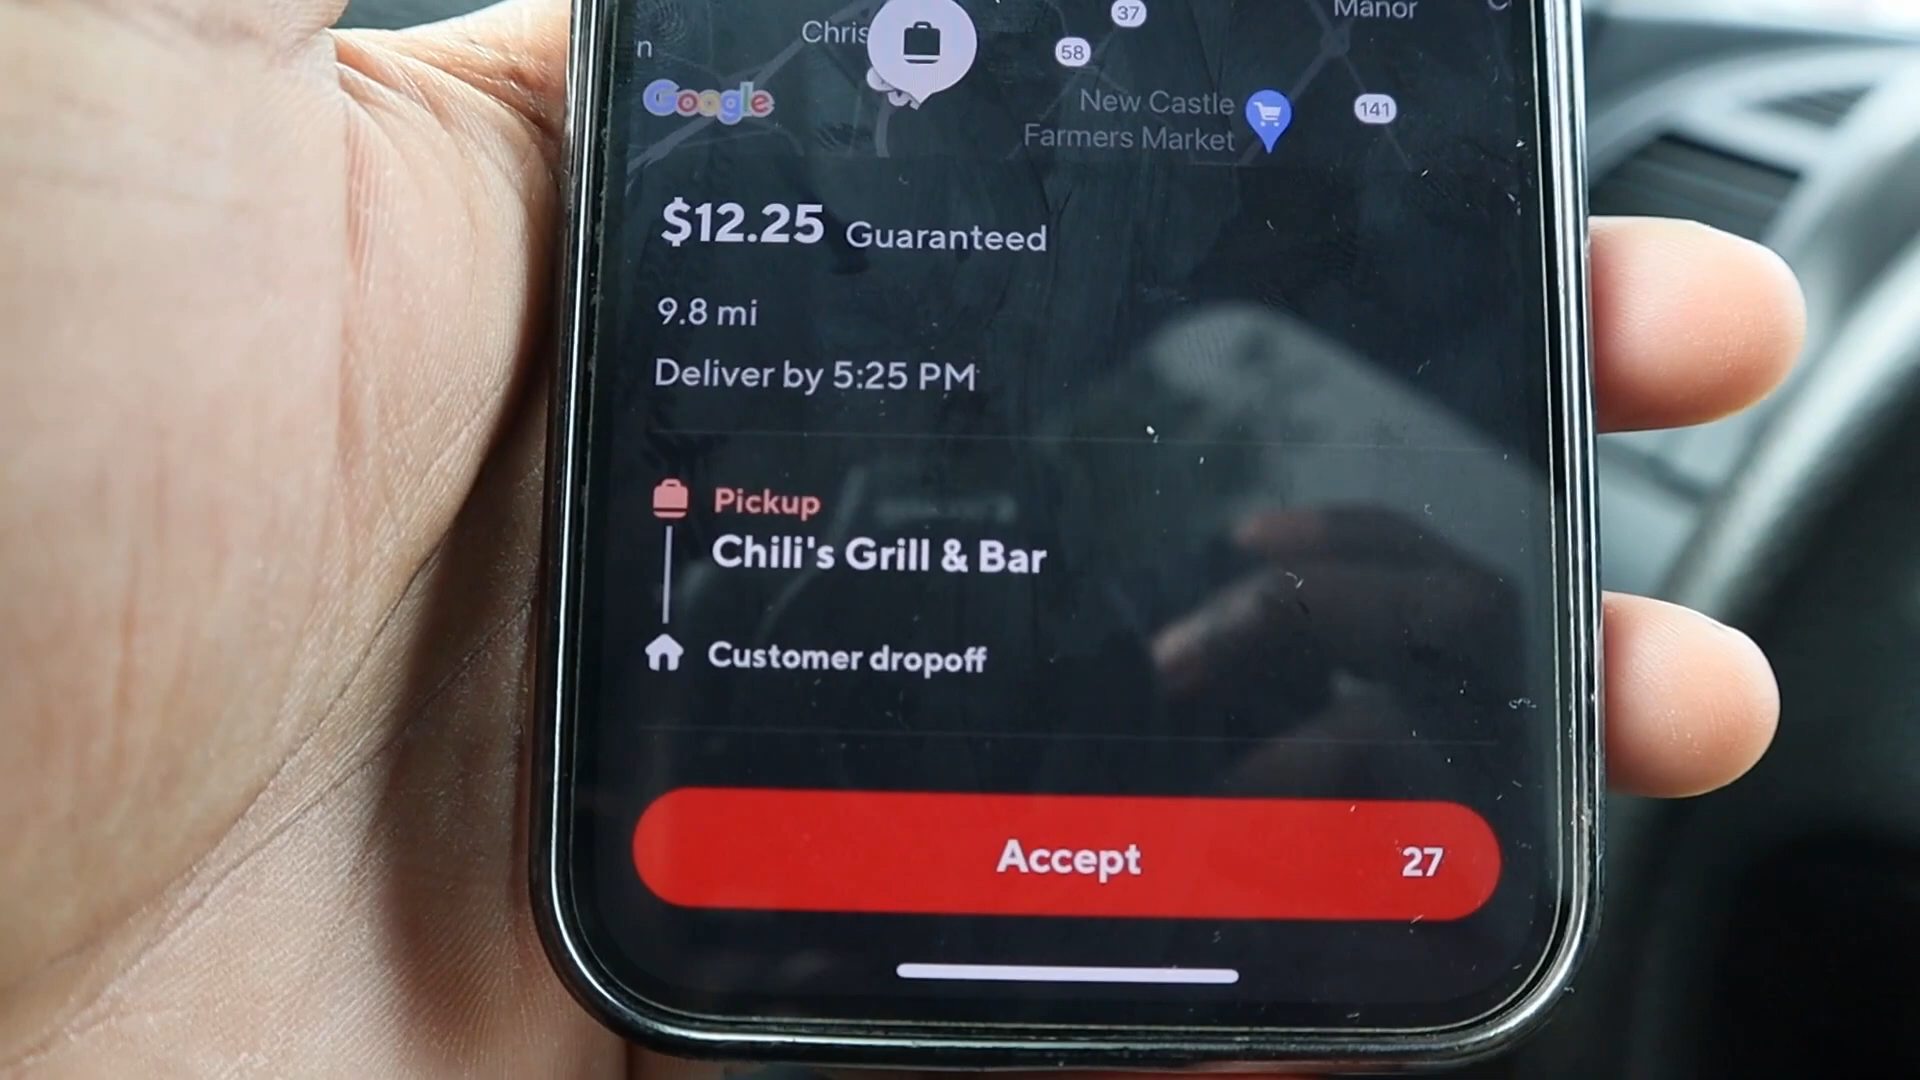 Chris
37
Manor
n
58
Google
New Castle
Farmers Market
141
$12.25 Guaranteed
9.8 mi
Deliver by 5:25 PM
Pickup
Chili's Grill & Bar
Customer dropoff
Accept 27